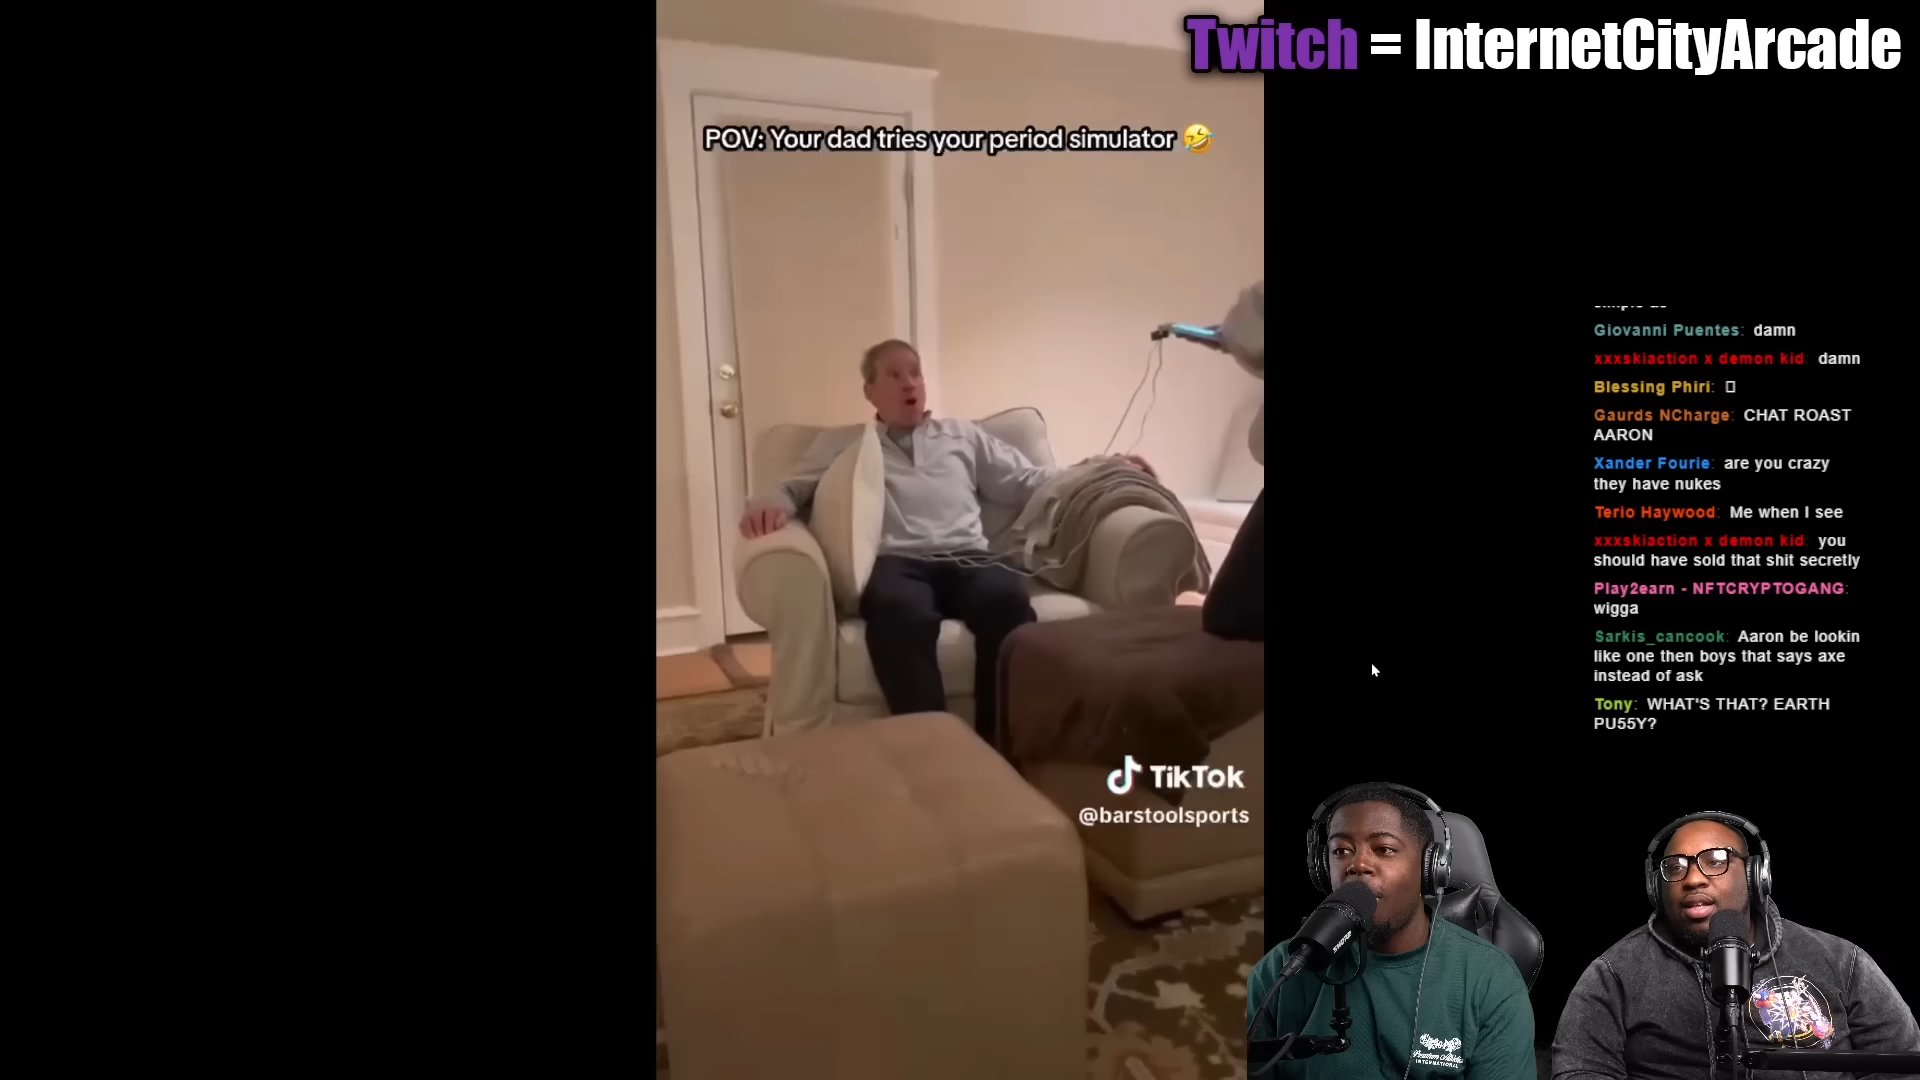 Twitch = InternetCityArcade
POV: Your dad tries your period simulator 🤣
Giovanni Puentes: damn
xxxskiaction x demon kid: damn
Blessing Phiri:
Gaurds NCharge: CHAT ROAST
AARON
Xander Fourie: are you crazy
they have nukes
Terio Haywood: Me when I see
xxxskiaction x demon kid: you
should have sold that shit secretly
Play2earn - NFTCRYPTOGANG:
wigga
Sarkis_cancook: Aaron be lookin
like one then boys that says axe
instead of ask
Tony: WHAT'S THAT? EARTH
PU55Y?
TikTok
@barstoolsports
INTERNATIONAL